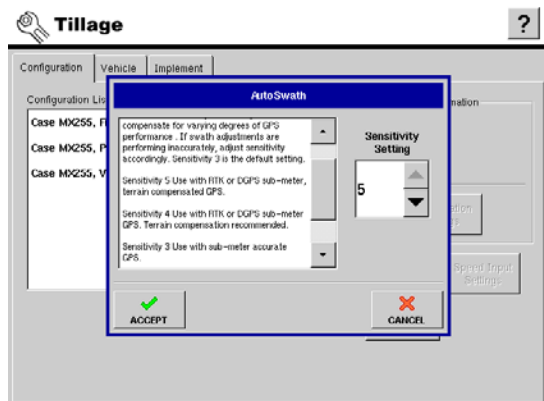 Tillage
?
Configuration Vehicle Implement
Configuration Lis
Case MX255, F
Case MX255, P
Case MX255, V
AutoSwath
compensate for varying degrees of GPS
performance . If swath adjustments are
performing inaccurately, adjust sensitivity
accordingly. Sensitivity 3 is the default setting.
Sensitivity 5 Use with RTK or DGPS sub-meter,
terrain compensated GPS.
Sensitivity 4 Use with RTK or DGPS sub-meter
GPS. Terrain compensation recommended.
Sensitivity 3 Use with sub-meter accurate
GPS.
Sensitivity
Setting
5
ACCEPT
CANCEL
mation
ation
Speed Input
Settings